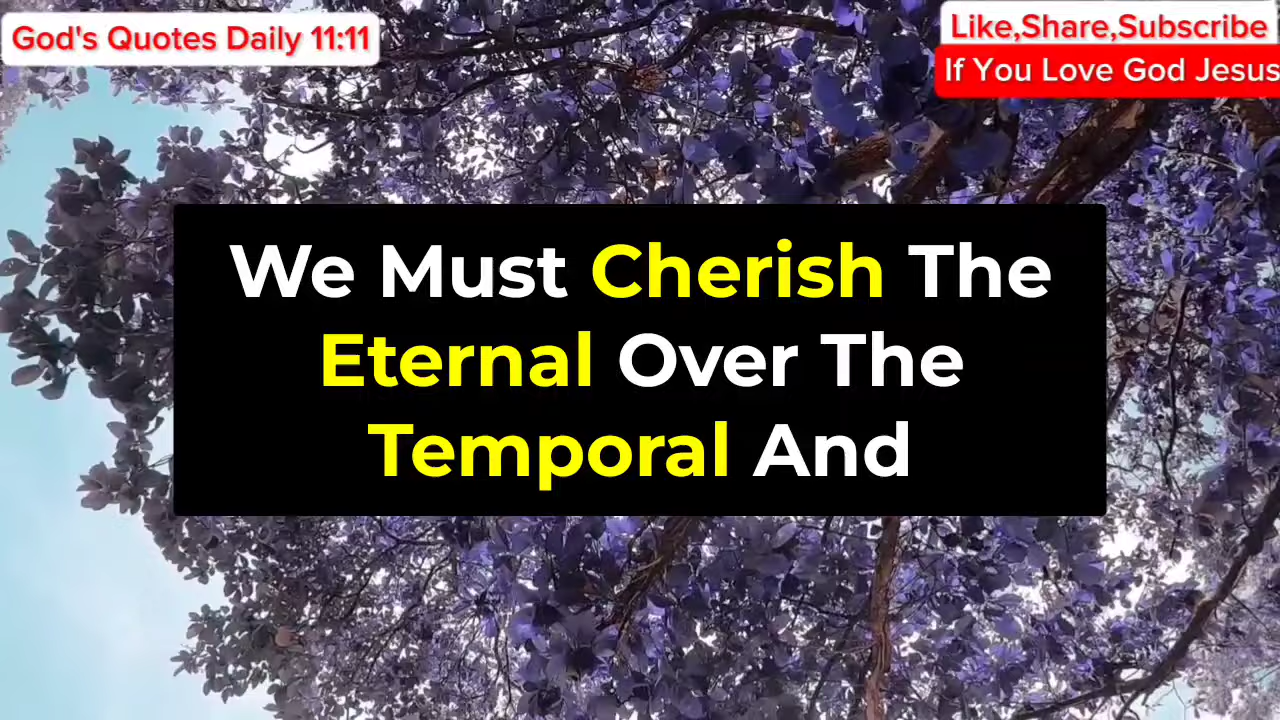 God's Quotes Daily 11:11
Like,Share,Subscribe
If You Love God Jesus
We Must Cherish The
Eternal Over The
Temporal And